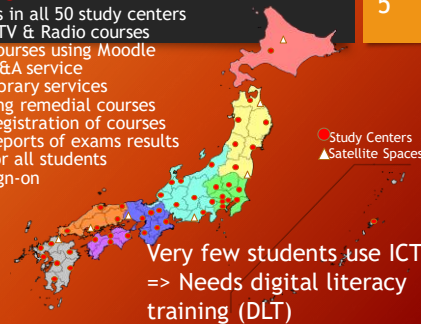 5
s in all 50 study centers
TV & Radio courses
ourses using Moodle
&A service
brary services
ng remedial courses
egistration of courses
eports of exams results
or all students
gn-on
Study Centers
Satellite Spaces
Very few students use ICT
=> Needs digital literacy
training (DLT)